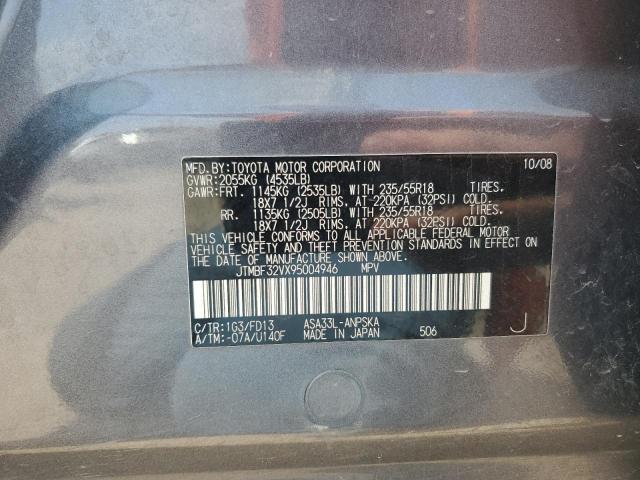 MFD.BY:TOYOTA MOTOR CORPORATION 10/08
GVWR:2055KG (4535LB)
GAWR:FRT. 1145KG (2535LB) WITH 235/55R18 TIRES.
18X7 1/2J RIMS. AT 220KPA (32PSI) COLD.
RR. 1135KG (2505LB) WITH 235/55R18 TIRES.
18X7 1/2J RIMS. AT 220KPA (32PSI) COLD.
THIS VEHICLE CONFORMS TO ALL APPLICABLE FEDERAL MOTOR
VEHICLE SAFETY AND THEFT PREVENTION STANDARDS IN EFFECT
ON THE DATE OF MANUFACTURE SHOWN ABOVE.
JTMBF32VX95004946 MPV
C/TR:1G3/FD13 ASA33L-ANPSKA
A/TM:-07A/U140F MADE IN JAPAN 506 J